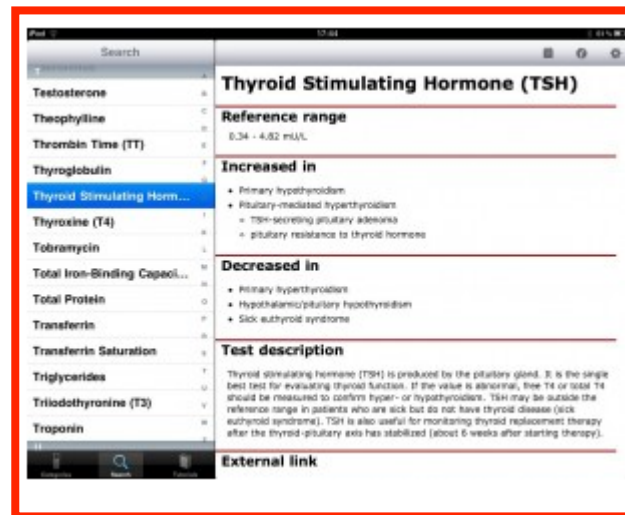 iPad
17:44
Search
T
Testosterone
Theophylline
Thrombin Time (TT)
Thyroglobulin
Thyroid Stimulating Horm...
Thyroxine (T4)
Tobramycin
Total Iron-Binding Capaci...
Total Protein
Transferrin
Transferrin Saturation
Triglycerides
Triiodothyronine (T3)
Troponin
U
Categories
Search
Tutorials
Thyroid Stimulating Hormone (TSH)
Reference range
0.34 - 4.82 mU/L
Increased in
Primary hypothyroidism
Pituitary-mediated hyperthyroidism
TSH-secreting pituitary adenoma
pituitary resistance to thyroid hormone
Decreased in
Primary hyperthyroidism
Hypothalamic/pituitary hypothyroidism
Sick euthyroid syndrome
Test description
Thyroid stimulating hormone (TSH) is produced by the pituitary gland. It is the single
best test for evaluating thyroid function. If the value is abnormal, free T4 or total T4
should be measured to confirm hyper- or hypothyroidism. TSH may be outside the
reference range in patients who are sick but do not have thyroid disease (sick
euthyroid syndrome). TSH is also useful for monitoring thyroid replacement therapy
after the thyroid-pituitary axis has stabilized (about 6 weeks after starting therapy).
External link